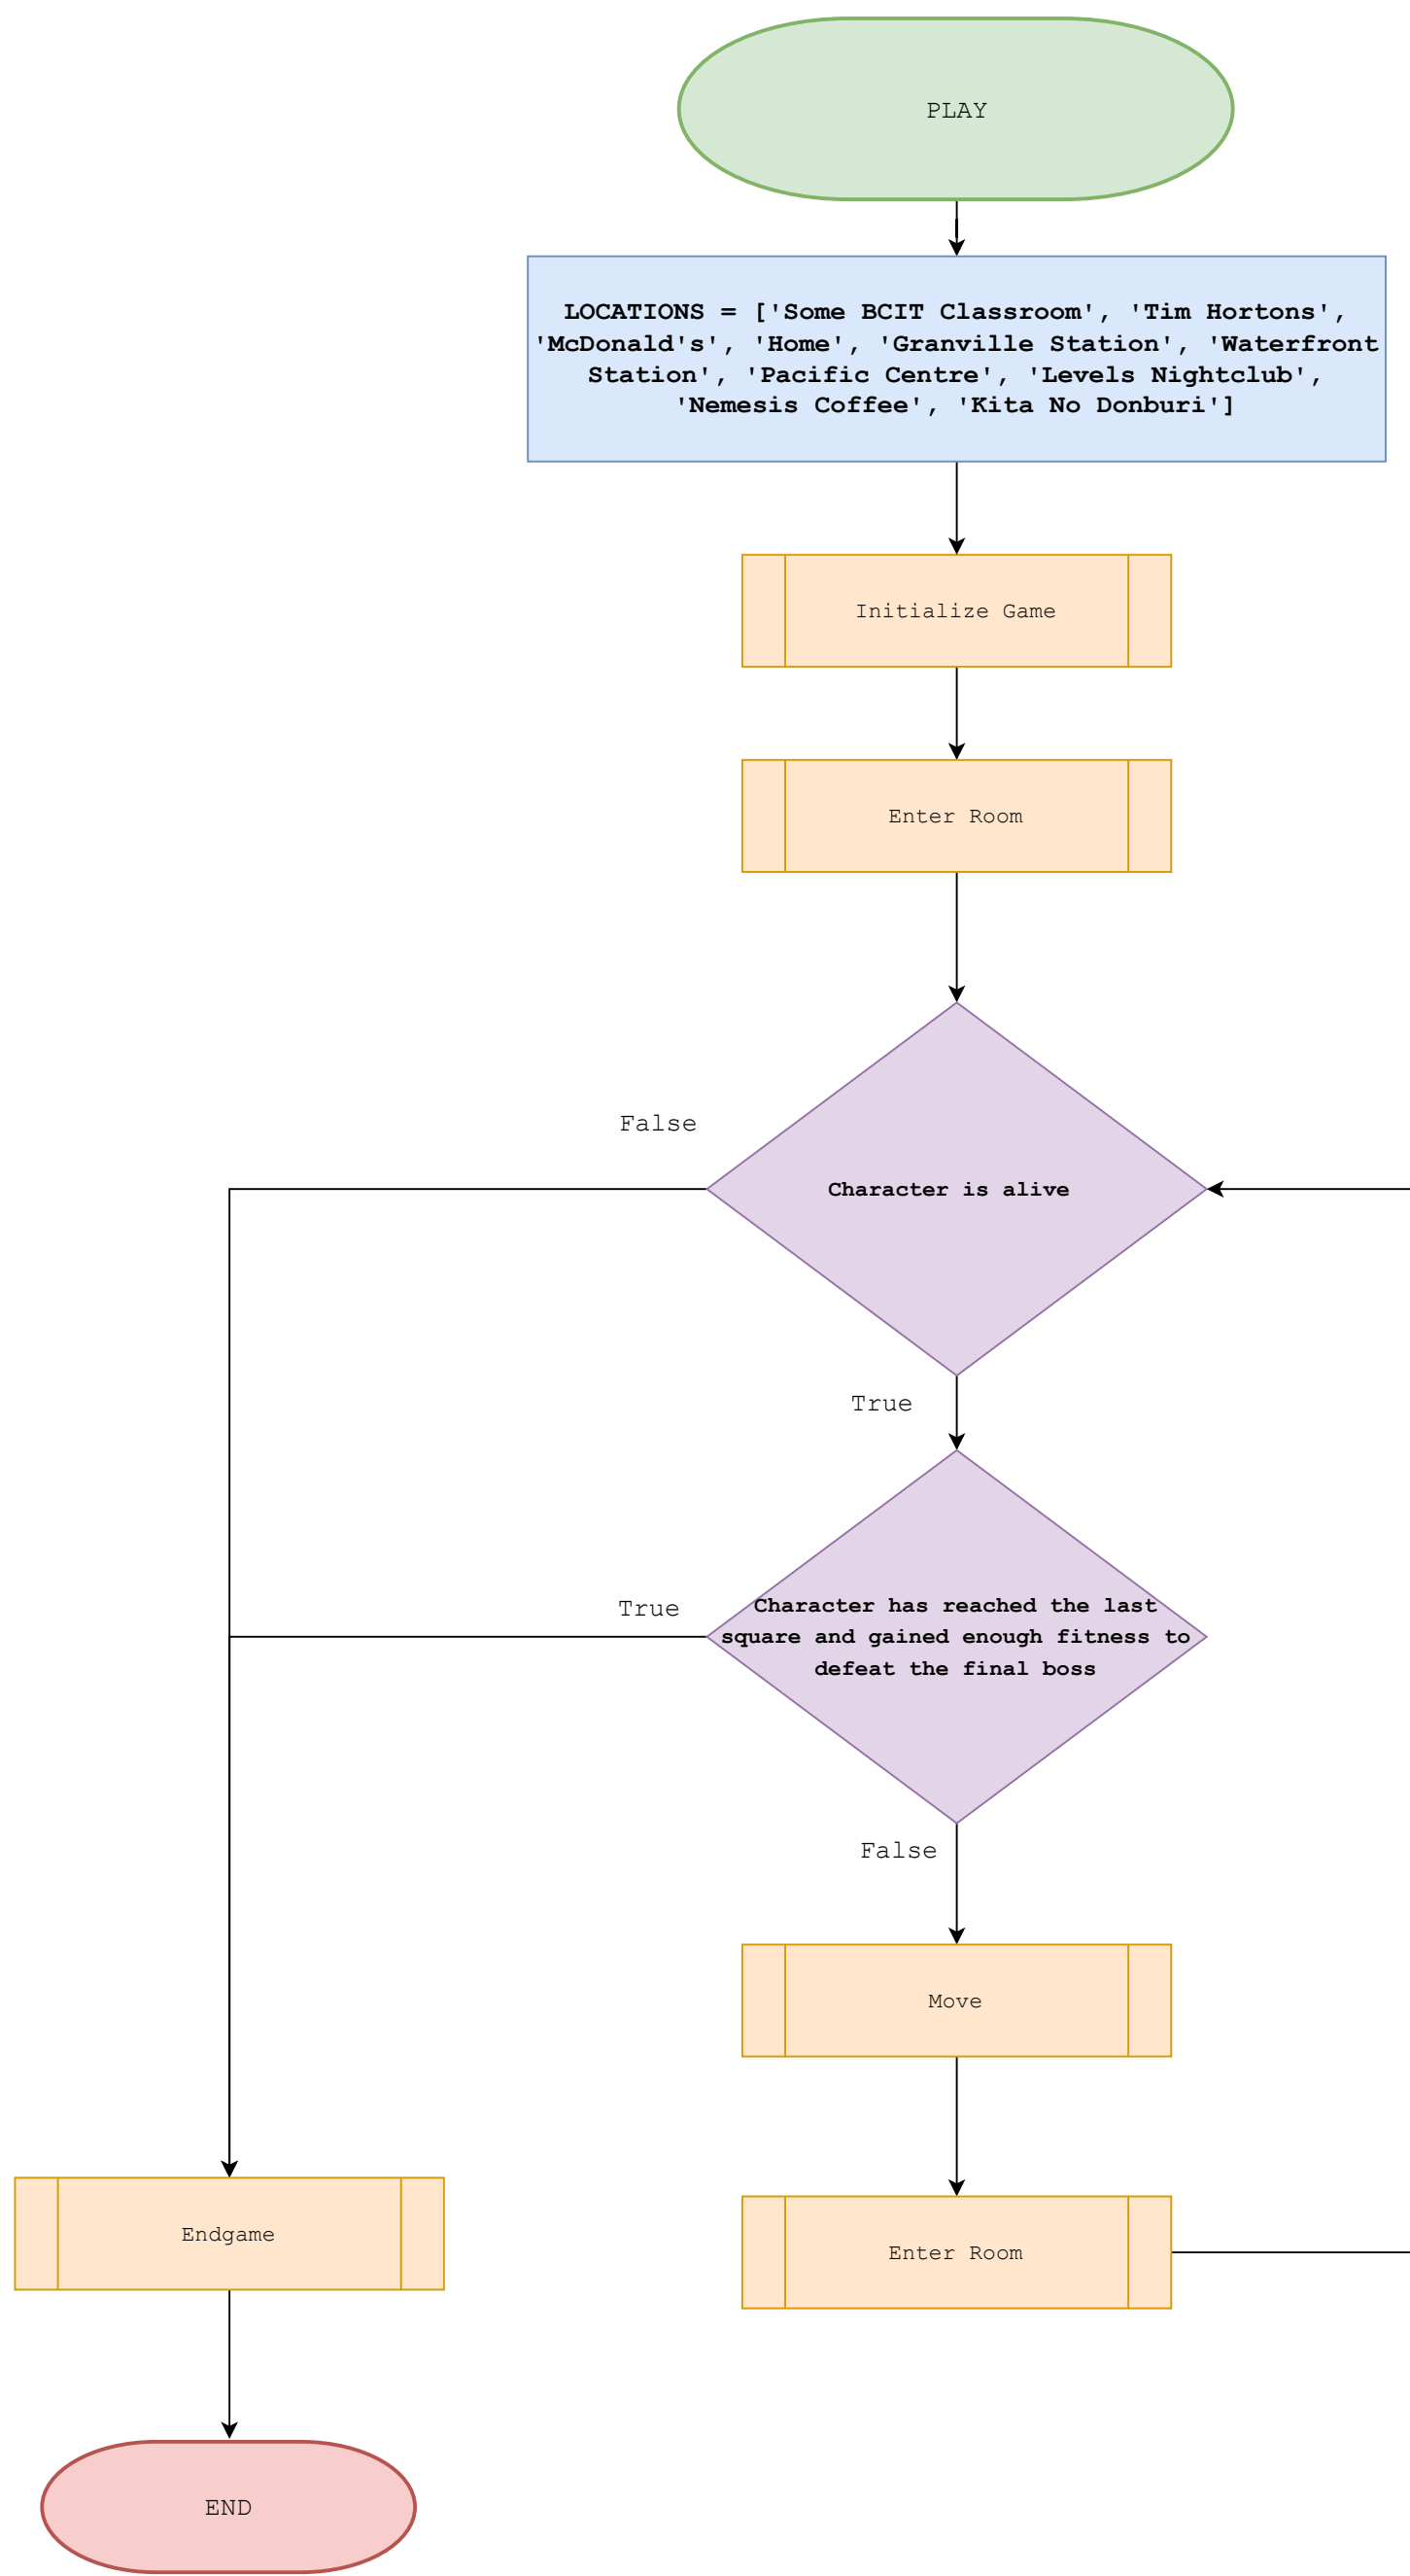 PLAY
LOCATIONS = ['Some BCIT Classroom', 'Tim Hortons',
'McDonald's', 'Home', 'Granville Station', 'Waterfront
Station', 'Pacific Centre', 'Levels Nightclub',
'Nemesis Coffee', 'Kita No Donburi']
Initialize Game
Enter Room
False
Character is alive
True
True
Character has reached the last
square and gained enough fitness to
defeat the final boss
False
Move
Endgame
Enter Room
END